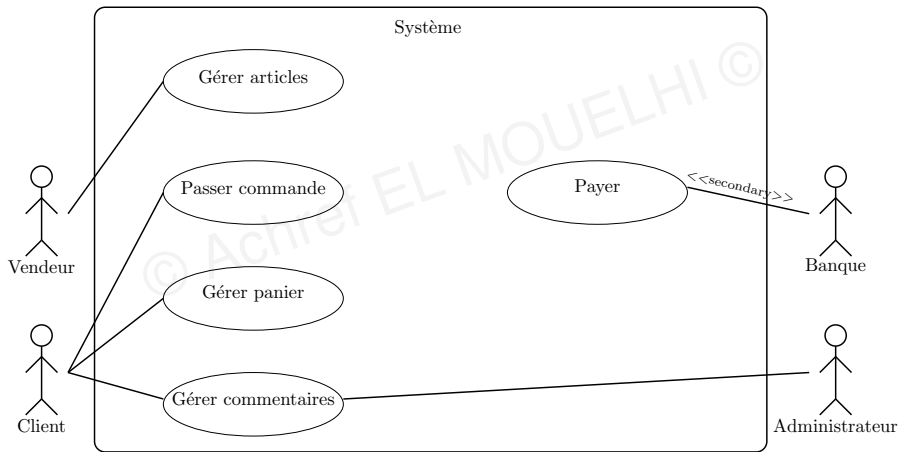 Système
Gérer articles
© Achref EL MOUELHI ©
Passer commande
Payer
<<secondary>>
Vendeur
Banque
Gérer panier
Gérer commentaires
Client
Administrateur